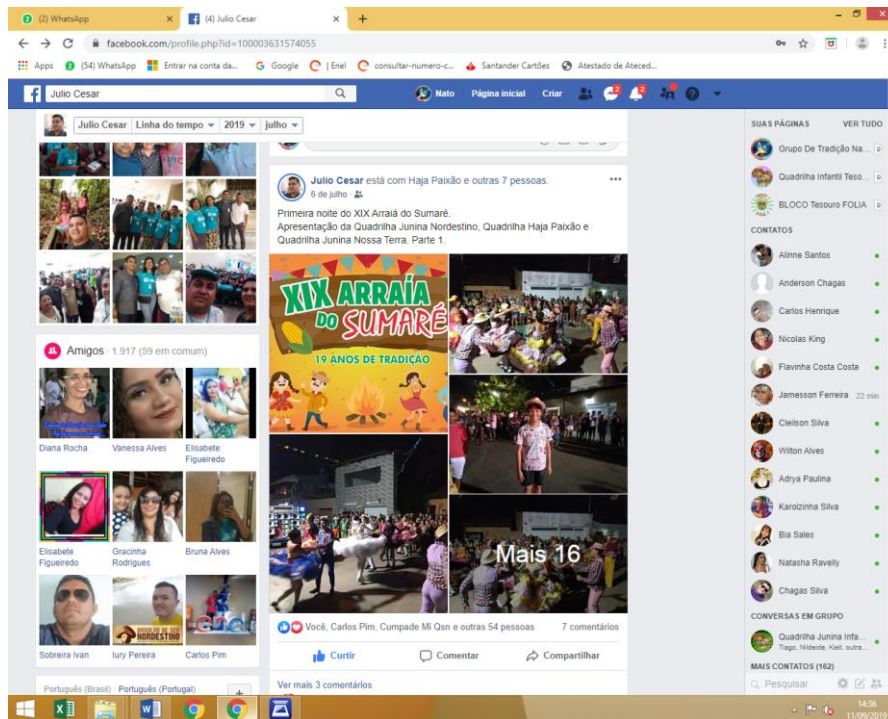 (2) WhatsApp
(4) Julio Cesar
facebook.com/profile.php?id=100003631574055
Apps
(54) WhatsApp
Entrar na conta da...
Google
| Enel
consultar-numero-c...
Santander Cartões
Atestado de Ateced...
Julio Cesar
Nato
Página inicial
Criar
2
2
Julio Cesar
Linha do tempo
2019
julho
Julio Cesar está com Haja Paixão e outras 7 pessoas.
6 de julho
Primeira noite do XIX Arraiá do Sumaré.
Apresentação da Quadrilha Junina Nordestino, Quadrilha Haja Paixão e
Quadrilha Junina Nossa Terra. Parte 1.
XIX ARRAÍA
DO SUMARÉ
19 ANOS DE TRADIÇÃO
Mais 16
Você, Carlos Pim, Cumpade Mi Qsn e outras 54 pessoas
7 comentários
Curtir
Comentar
Compartilhar
Ver mais 3 comentários
Amigos · 1.917 (59 em comum)
Diana Rocha
Vanessa Alves
Elisabete
Figueiredo
Elisabete
Figueiredo
Gracinha
Rodrigues
Bruna Alves
NORDESTINO
Sobreira Ivan
Iury Pereira
Carlos Pim
Português (Brasil) · Português (Portugal) ·
SUAS PÁGINAS
VER TUDO
Grupo De Tradição Na...
Quadrilha Infantil Teso...
BLOCO Tesouro FOLIA
CONTATOS
Alinne Santos
Anderson Chagas
Carlos Henrique
Nicolas King
Flavinha Costa Costa
Jamesson Ferreira
22 min
Cleilson Silva
Wilton Alves
Adrya Paulina
Karolzinha Silva
Bia Sales
Natasha Ravelly
Chagas Silva
CONVERSAS EM GRUPO
Quadrilha Junina Infa...
Tiago, Nildeide, Kiell, outra...
MAIS CONTATOS (162)
Pesquisar
14:36
11/09/2019